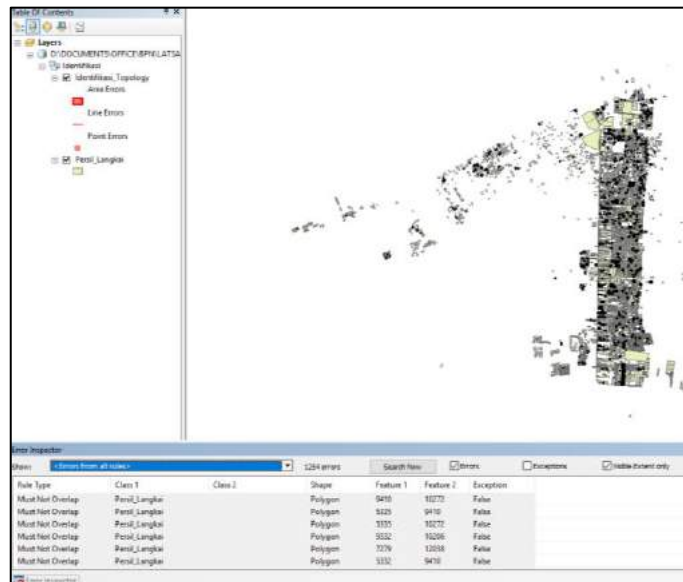 Table Of Contents
Layers
D:\DOCUMENTS\OFFICE\BPN\LATSA
Identifikasi
Identifikasi_Topology
Area Errors
Line Errors
Point Errors
Persil_Langkai
Error Inspector
Show: <Errors from all rules> 1264 errors Search Now Errors Exceptions Visible Extent only
Rule Type Class 1 Class 2 Shape Feature 1 Feature 2 Exception
Must Not Overlap Persil_Langkai Polygon 9410 10272 False
Must Not Overlap Persil_Langkai Polygon 5325 9410 False
Must Not Overlap Persil_Langkai Polygon 5335 10272 False
Must Not Overlap Persil_Langkai Polygon 5332 10206 False
Must Not Overlap Persil_Langkai Polygon 7279 12038 False
Must Not Overlap Persil_Langkai Polygon 5332 9410 False
Error Inspector